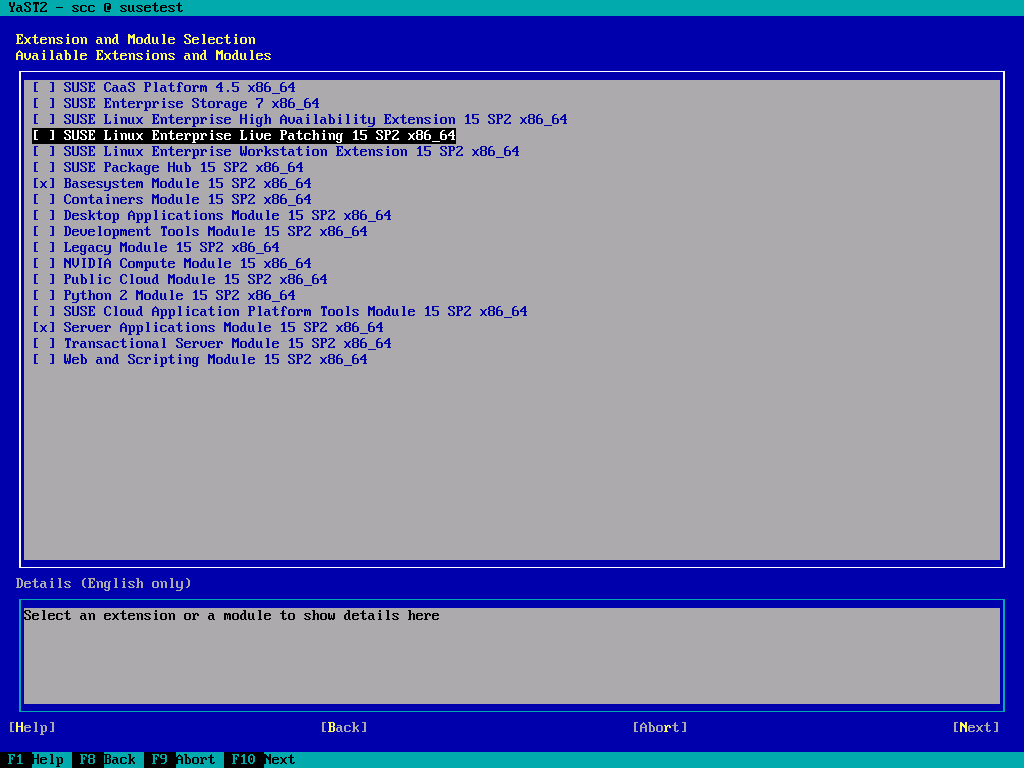 YaST2 - scc @ susetest
Extension and Module Selection
Available Extensions and Modules
[ ] SUSE CaaS Platform 4.5 x86_64
[ ] SUSE Enterprise Storage 7 x86_64
[ ] SUSE Linux Enterprise High Availability Extension 15 SP2 x86_64
[ ] SUSE Linux Enterprise Live Patching 15 SP2 x86_64
[ ] SUSE Linux Enterprise Workstation Extension 15 SP2 x86_64
[ ] SUSE Package Hub 15 SP2 x86_64
[x] Basesystem Module 15 SP2 x86_64
[ ] Containers Module 15 SP2 x86_64
[ ] Desktop Applications Module 15 SP2 x86_64
[ ] Development Tools Module 15 SP2 x86_64
[ ] Legacy Module 15 SP2 x86_64
[ ] NVIDIA Compute Module 15 x86_64
[ ] Public Cloud Module 15 SP2 x86_64
[ ] Python 2 Module 15 SP2 x86_64
[ ] SUSE Cloud Application Platform Tools Module 15 SP2 x86_64
[x] Server Applications Module 15 SP2 x86_64
[ ] Transactional Server Module 15 SP2 x86_64
[ ] Web and Scripting Module 15 SP2 x86_64
Details (English only)
Select an extension or a module to show details here
[Help] [Back] [Abort] [Next]
F1 Help F8 Back F9 Abort F10 Next